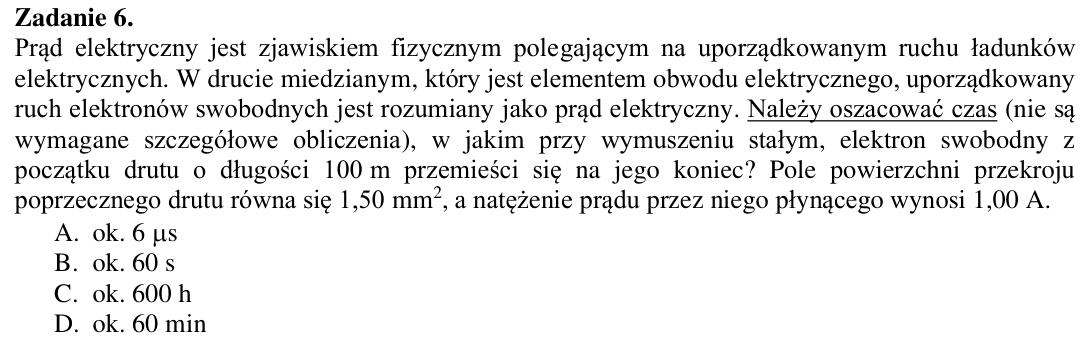 Zadanie 6.
Prąd elektryczny jest zjawiskiem fizycznym polegającym na uporządkowanym ruchu ładunków
elektrycznych. W drucie miedzianym, który jest elementem obwodu elektrycznego, uporządkowany
ruch elektronów swobodnych jest rozumiany jako prąd elektryczny. Należy oszacować czas (nie są
wymagane szczegółowe obliczenia), w jakim przy wymuszeniu stałym, elektron swobodny z
początku drutu o długości 100 m przemieści się na jego koniec? Pole powierzchni przekroju
poprzecznego drutu równa się 1,50 mm², a natężenie prądu przez niego płynącego wynosi 1,00 A.
A. ok. 6 μs
B. ok. 60 s
C. ok. 600 h
D. ok. 60 min